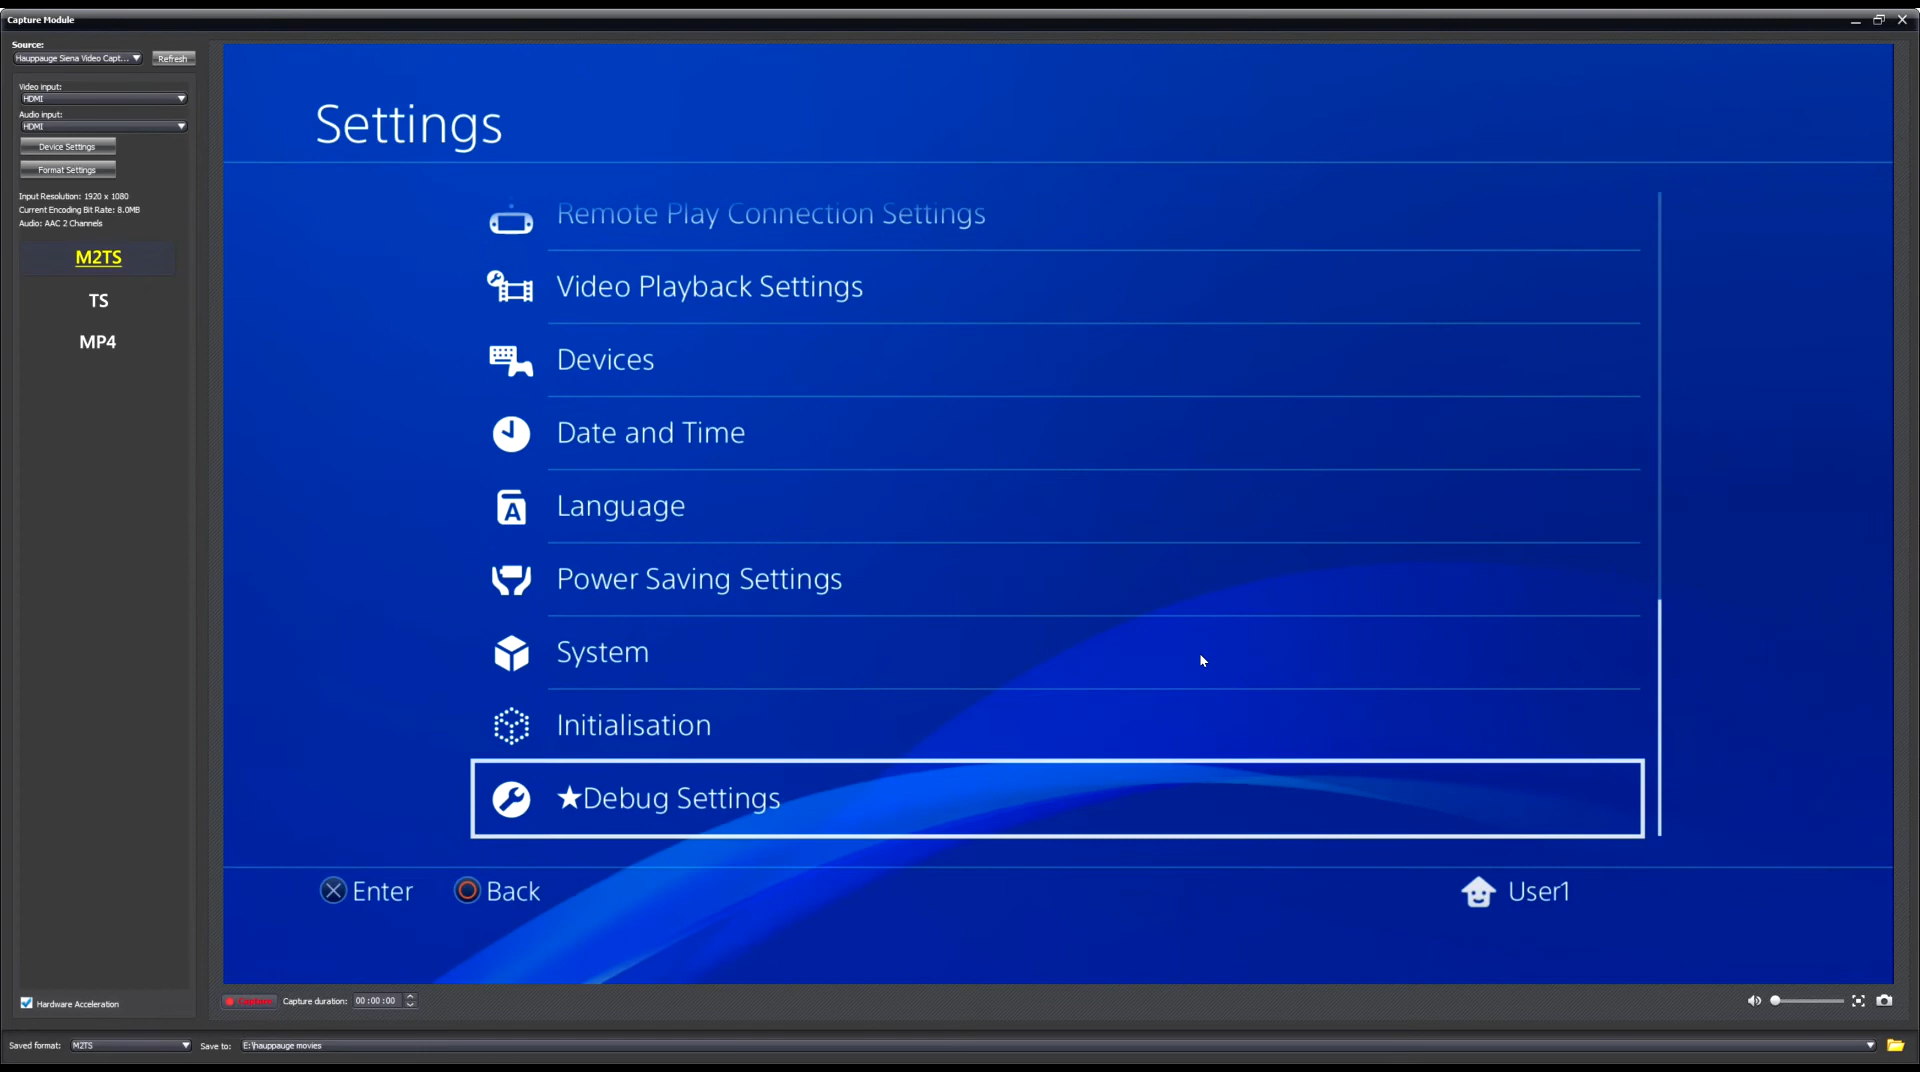 Capture Module
Source:
Hauppauge Siena Video Capt...
Refresh
Video input:
HDMI
Audio input:
HDMI
Device Settings
Format Settings
Input Resolution: 1920 x 1080
Current Encoding Bit Rate: 8.0MB
Audio: AAC 2 Channels
M2TS
TS
MP4
Hardware Acceleration
Settings
Remote Play Connection Settings
Video Playback Settings
Devices
Date and Time
Language
Power Saving Settings
System
Initialisation
★Debug Settings
Enter
Back
User1
Capture
Capture duration:
00:00:00
Saved format:
M2TS
Save to:
E:\hauppauge movies